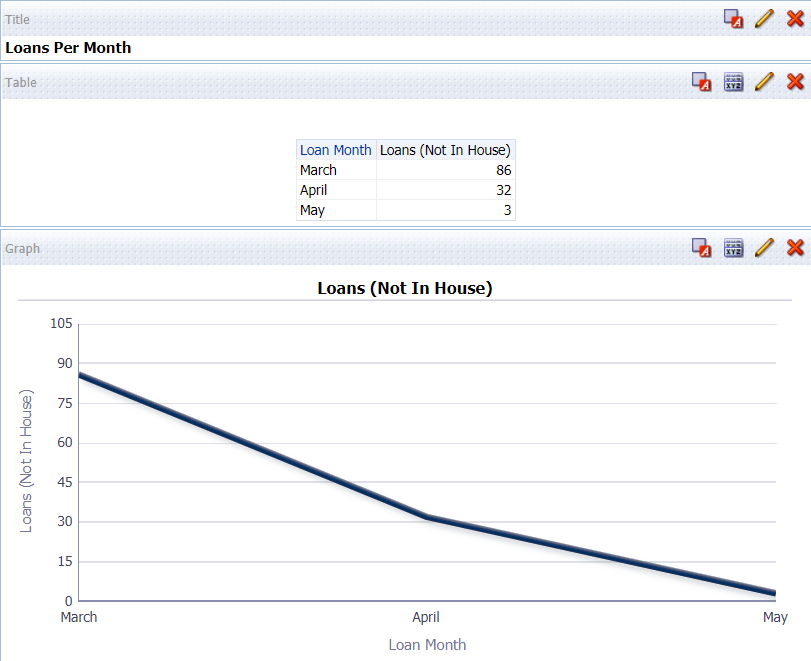 Title
Loans Per Month
Table
Loan Month Loans (Not In House)
March 86
April 32
May 3
Graph
Loans (Not In House)
105
90
75
60
45
30
15
0
Loans (Not In House)
March April May
Loan Month